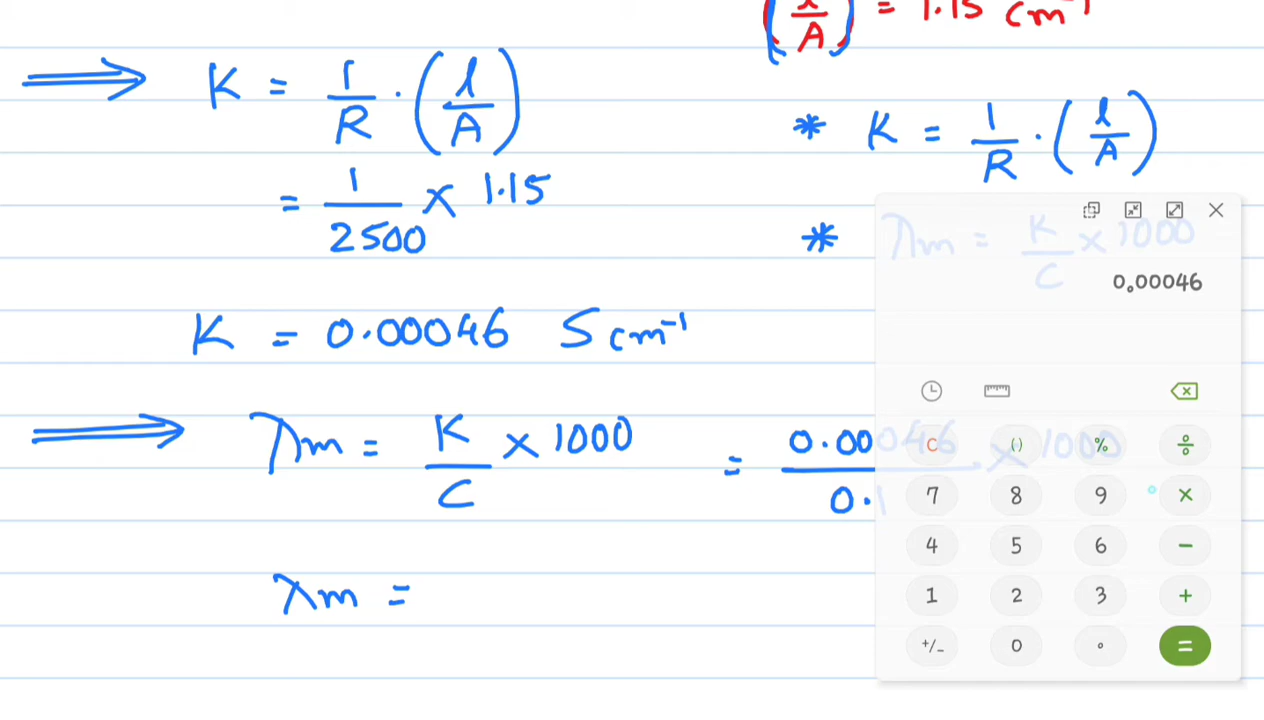 (l/A) = 1.15 cm⁻¹
⟹ K = 1/R · (l/A)
* K = 1/R · (l/A)
= 1/2500 × 1.15
* λm = K/C × 1000
0.00046
K = 0.00046 S cm⁻¹
⟹ λm = K/C × 1000 = 0.00046/0.1 × 1000
λm =
C () % ÷
7 8 9 ×
4 5 6 −
1 2 3 +
+/− 0 . =